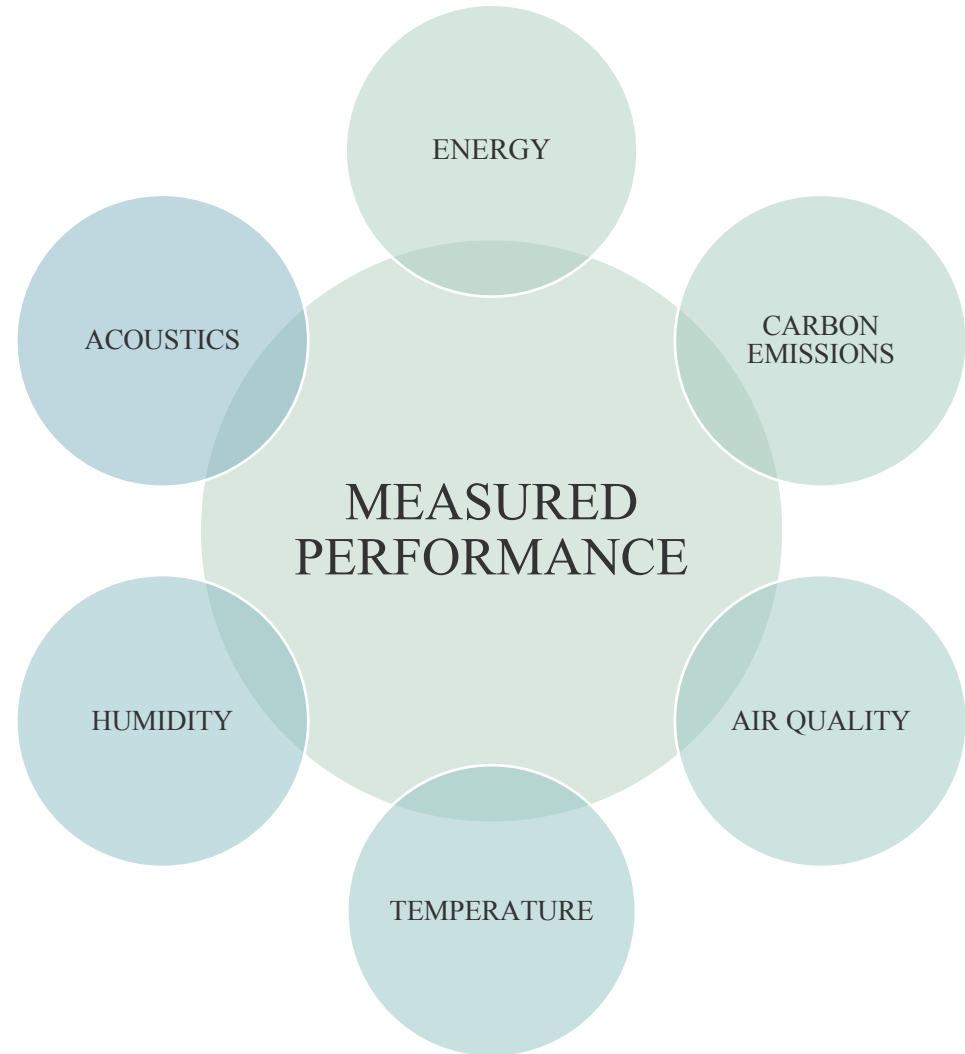 ENERGY
CARBON
EMISSIONS
AIR QUALITY
TEMPERATURE
HUMIDITY
ACOUSTICS
MEASURED
PERFORMANCE